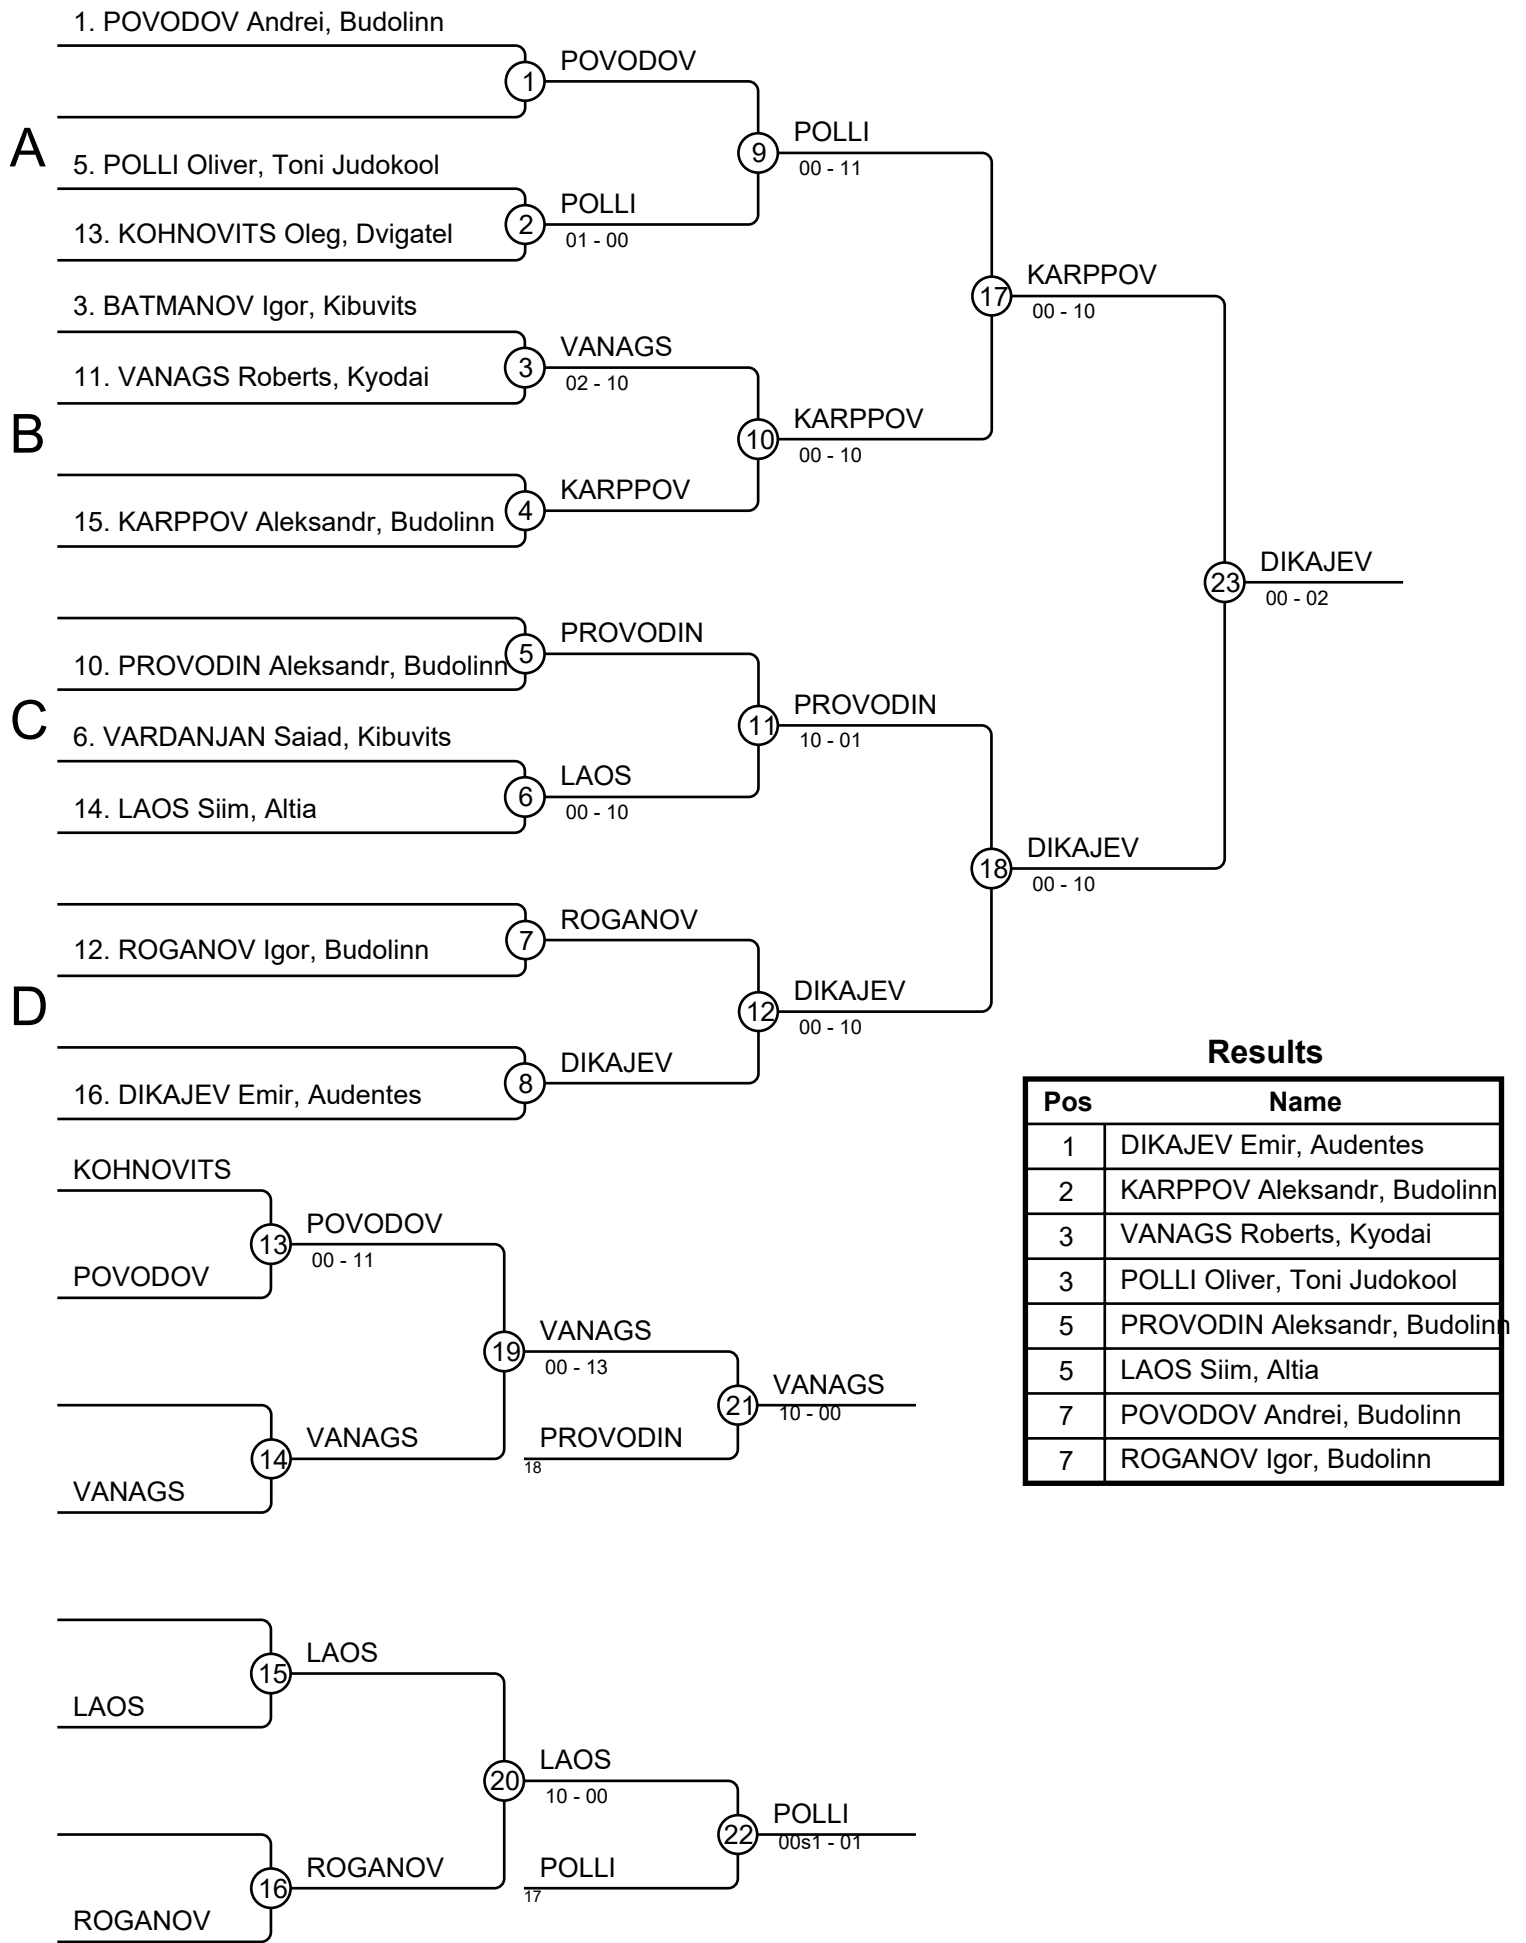 1. POVODOV Andrei, Budolinn
1
POVODOV
A
5. POLLI Oliver, Toni Judokool
13. KOHNOVITS Oleg, Dvigatel
2
POLLI
01 - 00
9
POLLI
00 - 11
3. BATMANOV Igor, Kibuvits
11. VANAGS Roberts, Kyodai
3
VANAGS
02 - 10
B
15. KARPPOV Aleksandr, Budolinn
4
KARPPOV
10
KARPPOV
00 - 10
17
KARPPOV
00 - 10
10. PROVODIN Aleksandr, Budolinn
5
PROVODIN
C
6. VARDANJAN Saiad, Kibuvits
14. LAOS Siim, Altia
6
LAOS
00 - 10
11
PROVODIN
10 - 01
12. ROGANOV Igor, Budolinn
7
ROGANOV
D
16. DIKAJEV Emir, Audentes
8
DIKAJEV
12
DIKAJEV
00 - 10
18
DIKAJEV
00 - 10
23
DIKAJEV
00 - 02
KOHNOVITS
POVODOV
13
POVODOV
00 - 11
VANAGS
14
VANAGS
19
VANAGS
00 - 13
PROVODIN
18
21
VANAGS
10 - 00
LAOS
15
LAOS
ROGANOV
16
ROGANOV
20
LAOS
10 - 00
POLLI
17
22
POLLI
00s1 - 01
Results
Pos Name
1 DIKAJEV Emir, Audentes
2 KARPPOV Aleksandr, Budolinn
3 VANAGS Roberts, Kyodai
3 POLLI Oliver, Toni Judokool
5 PROVODIN Aleksandr, Budolinn
5 LAOS Siim, Altia
7 POVODOV Andrei, Budolinn
7 ROGANOV Igor, Budolinn